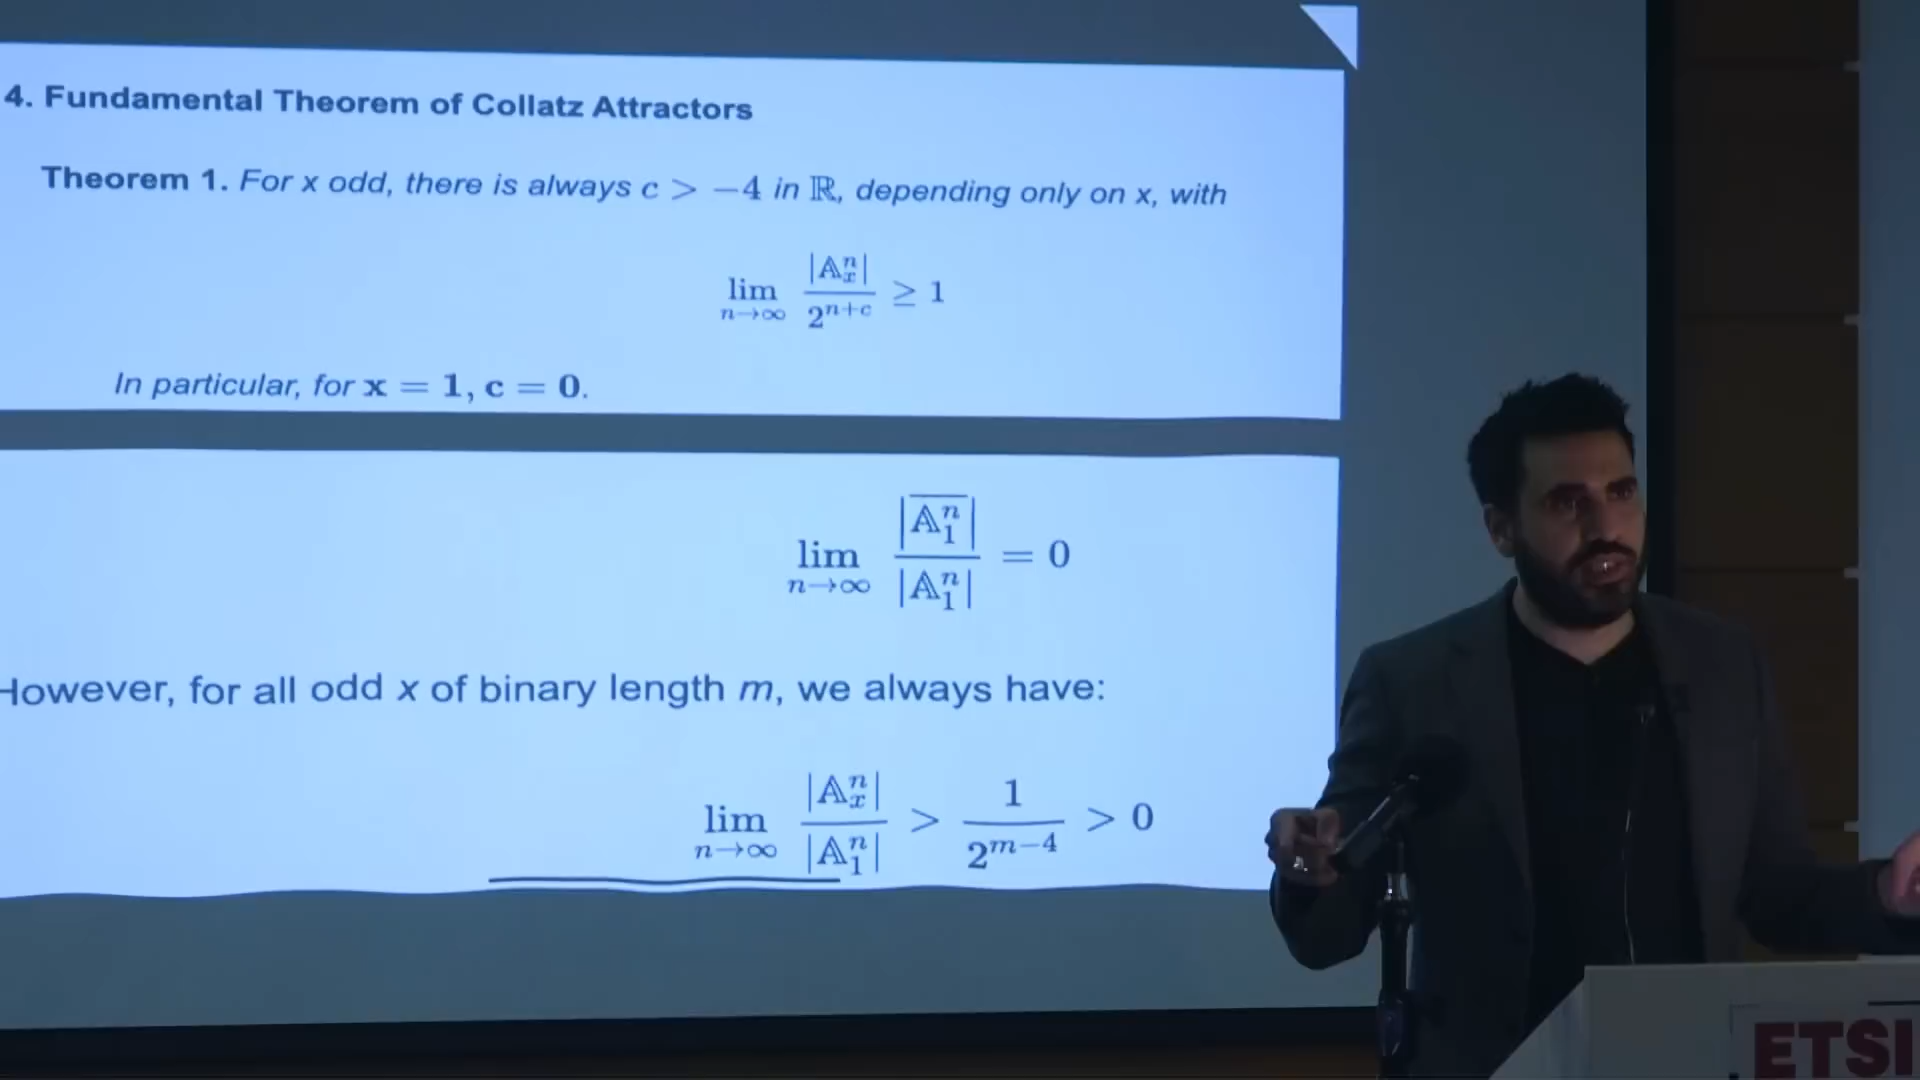 4. Fundamental Theorem of Collatz Attractors
Theorem 1. For x odd, there is always c > −4 in ℝ, depending only on x, with
lim_{n→∞} |𝔸_x^n| / 2^{n+c} ≥ 1
In particular, for x = 1, c = 0.
lim_{n→∞} |\overline{𝔸_1^n}| / |𝔸_1^n| = 0
However, for all odd x of binary length m, we always have:
lim_{n→∞} |𝔸_x^n| / |𝔸_1^n| > 1 / 2^{m−4} > 0
ETSI